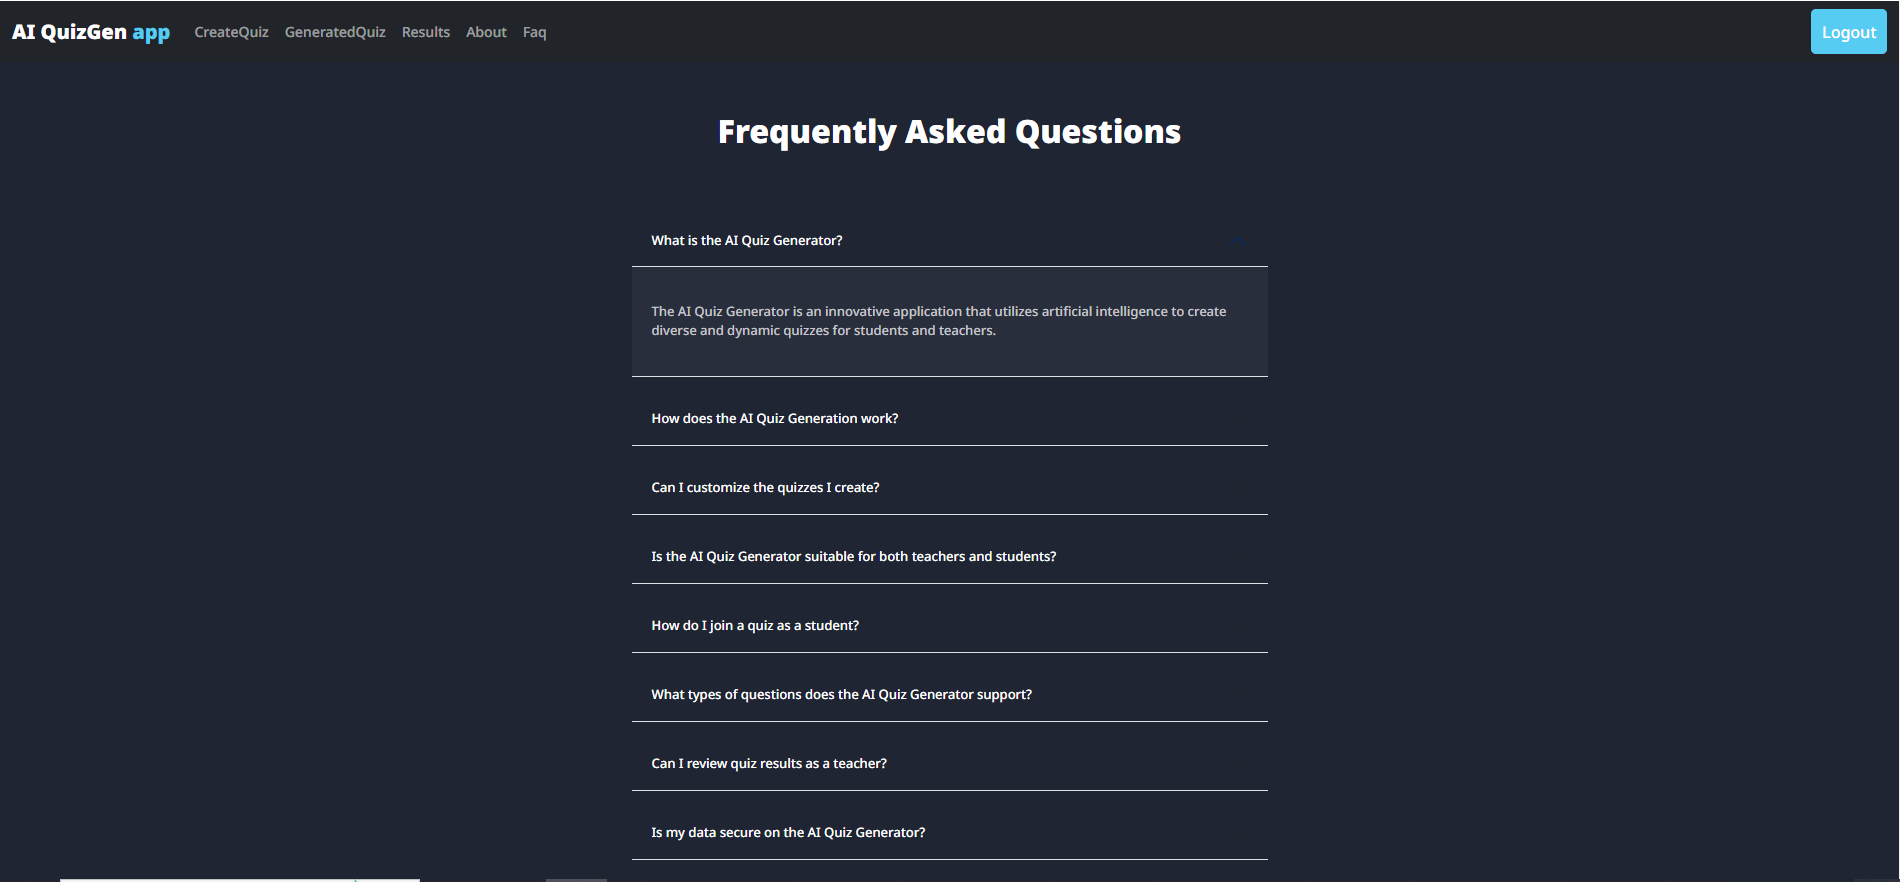 AI QuizGen app CreateQuiz GeneratedQuiz Results About Faq Logout
Frequently Asked Questions
What is the AI Quiz Generator?
The AI Quiz Generator is an innovative application that utilizes artificial intelligence to create
diverse and dynamic quizzes for students and teachers.
How does the AI Quiz Generation work?
Can I customize the quizzes I create?
Is the AI Quiz Generator suitable for both teachers and students?
How do I join a quiz as a student?
What types of questions does the AI Quiz Generator support?
Can I review quiz results as a teacher?
Is my data secure on the AI Quiz Generator?